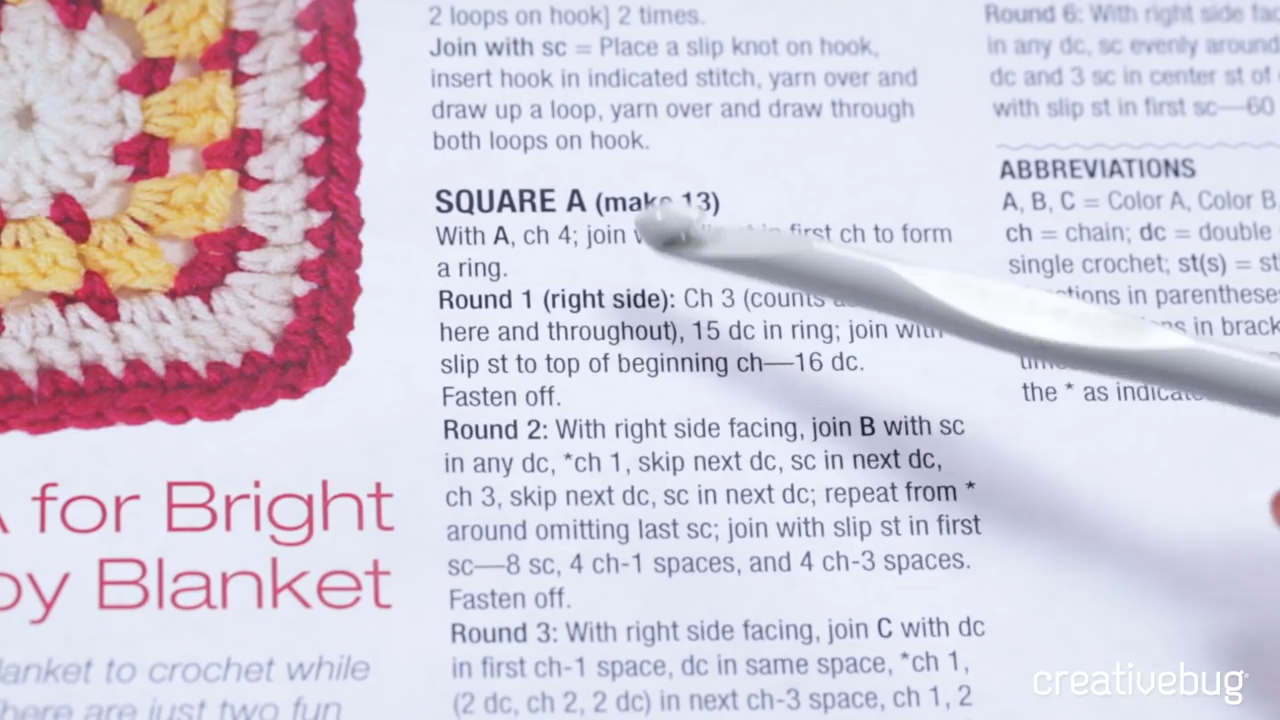 2 loops on hook] 2 times.
Join with sc = Place a slip knot on hook,
insert hook in indicated stitch, yarn over and
draw up a loop, yarn over and draw through
both loops on hook.
SQUARE A (make 13)
With A, ch 4; join first ch to form
a ring.
Round 1 (right side): Ch 3 (counts
here and throughout), 15 dc in ring; join with
slip st to top of beginning ch—16 dc.
Fasten off.
Round 2: With right side facing, join B with sc
in any dc, *ch 1, skip next dc, sc in next dc,
ch 3, skip next dc, sc in next dc; repeat from *
around omitting last sc; join with slip st in first
sc—8 sc, 4 ch-1 spaces, and 4 ch-3 spaces.
Fasten off.
Round 3: With right side facing, join C with dc
in first ch-1 space, dc in same space, *ch 1,
(2 dc, ch 2, 2 dc) in next ch-3 space, ch 1, 2
Round 6: With right side
in any dc, sc evenly around
dc and 3 sc in center st of
with slip st in first sc—60
ABBREVIATIONS
A, B, C = Color A, Color B,
ch = chain; dc = double
single crochet; st(s) =
in parentheses
in
the * as
A for Bright
Blanket
to crochet while
are just two fun
creativebug